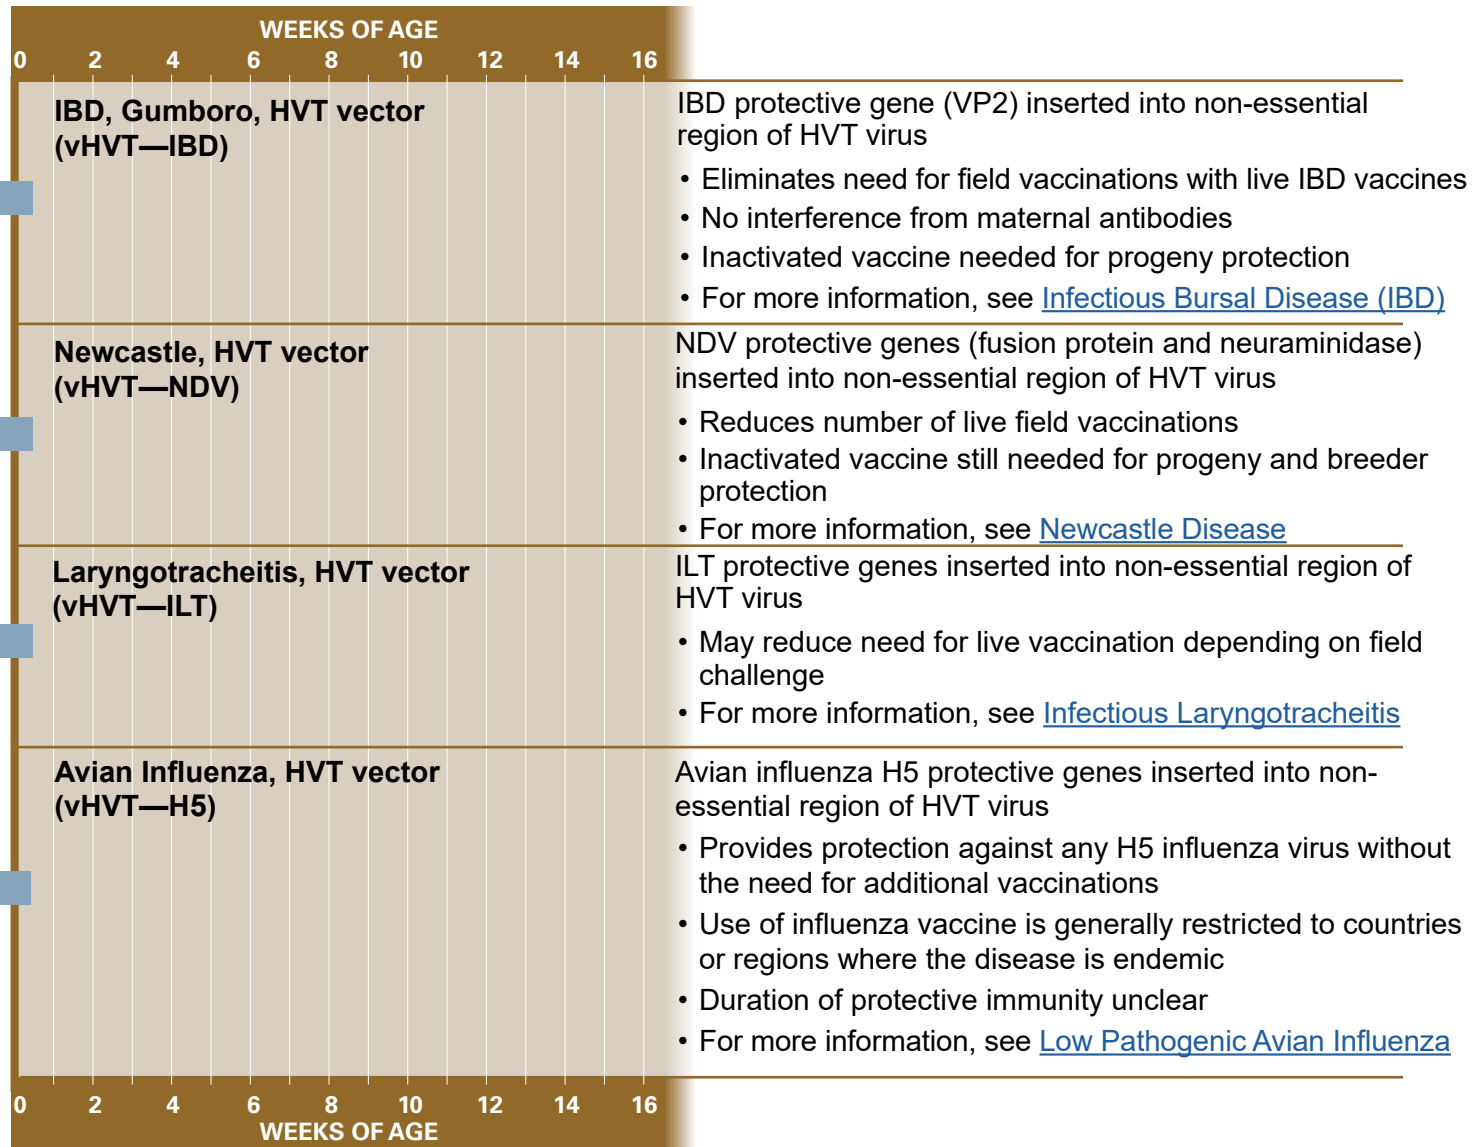 WEEKS OF AGE
0 2 4 6 8 10 12 14 16
IBD, Gumboro, HVT vector
(vHVT—IBD)
IBD protective gene (VP2) inserted into non-essential
region of HVT virus
• Eliminates need for field vaccinations with live IBD vaccines
• No interference from maternal antibodies
• Inactivated vaccine needed for progeny protection
• For more information, see Infectious Bursal Disease (IBD)
Newcastle, HVT vector
(vHVT—NDV)
NDV protective genes (fusion protein and neuraminidase)
inserted into non-essential region of HVT virus
• Reduces number of live field vaccinations
• Inactivated vaccine still needed for progeny and breeder
protection
• For more information, see Newcastle Disease
Laryngotracheitis, HVT vector
(vHVT—ILT)
ILT protective genes inserted into non-essential region of
HVT virus
• May reduce need for live vaccination depending on field
challenge
• For more information, see Infectious Laryngotracheitis
Avian Influenza, HVT vector
(vHVT—H5)
Avian influenza H5 protective genes inserted into non-
essential region of HVT virus
• Provides protection against any H5 influenza virus without
the need for additional vaccinations
• Use of influenza vaccine is generally restricted to countries
or regions where the disease is endemic
• Duration of protective immunity unclear
• For more information, see Low Pathogenic Avian Influenza
0 2 4 6 8 10 12 14 16
WEEKS OF AGE